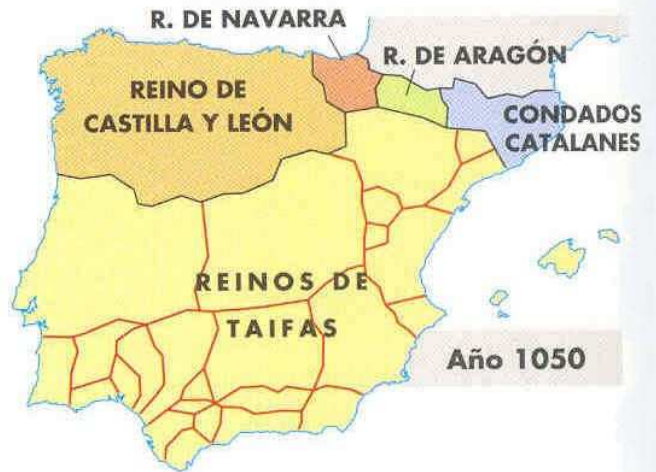 R. DE NAVARRA
R. DE ARAGÓN
REINO DE
CASTILLA Y LEÓN
CONDADOS
CATALANES
REINOS DE
TAIFAS
Año 1050